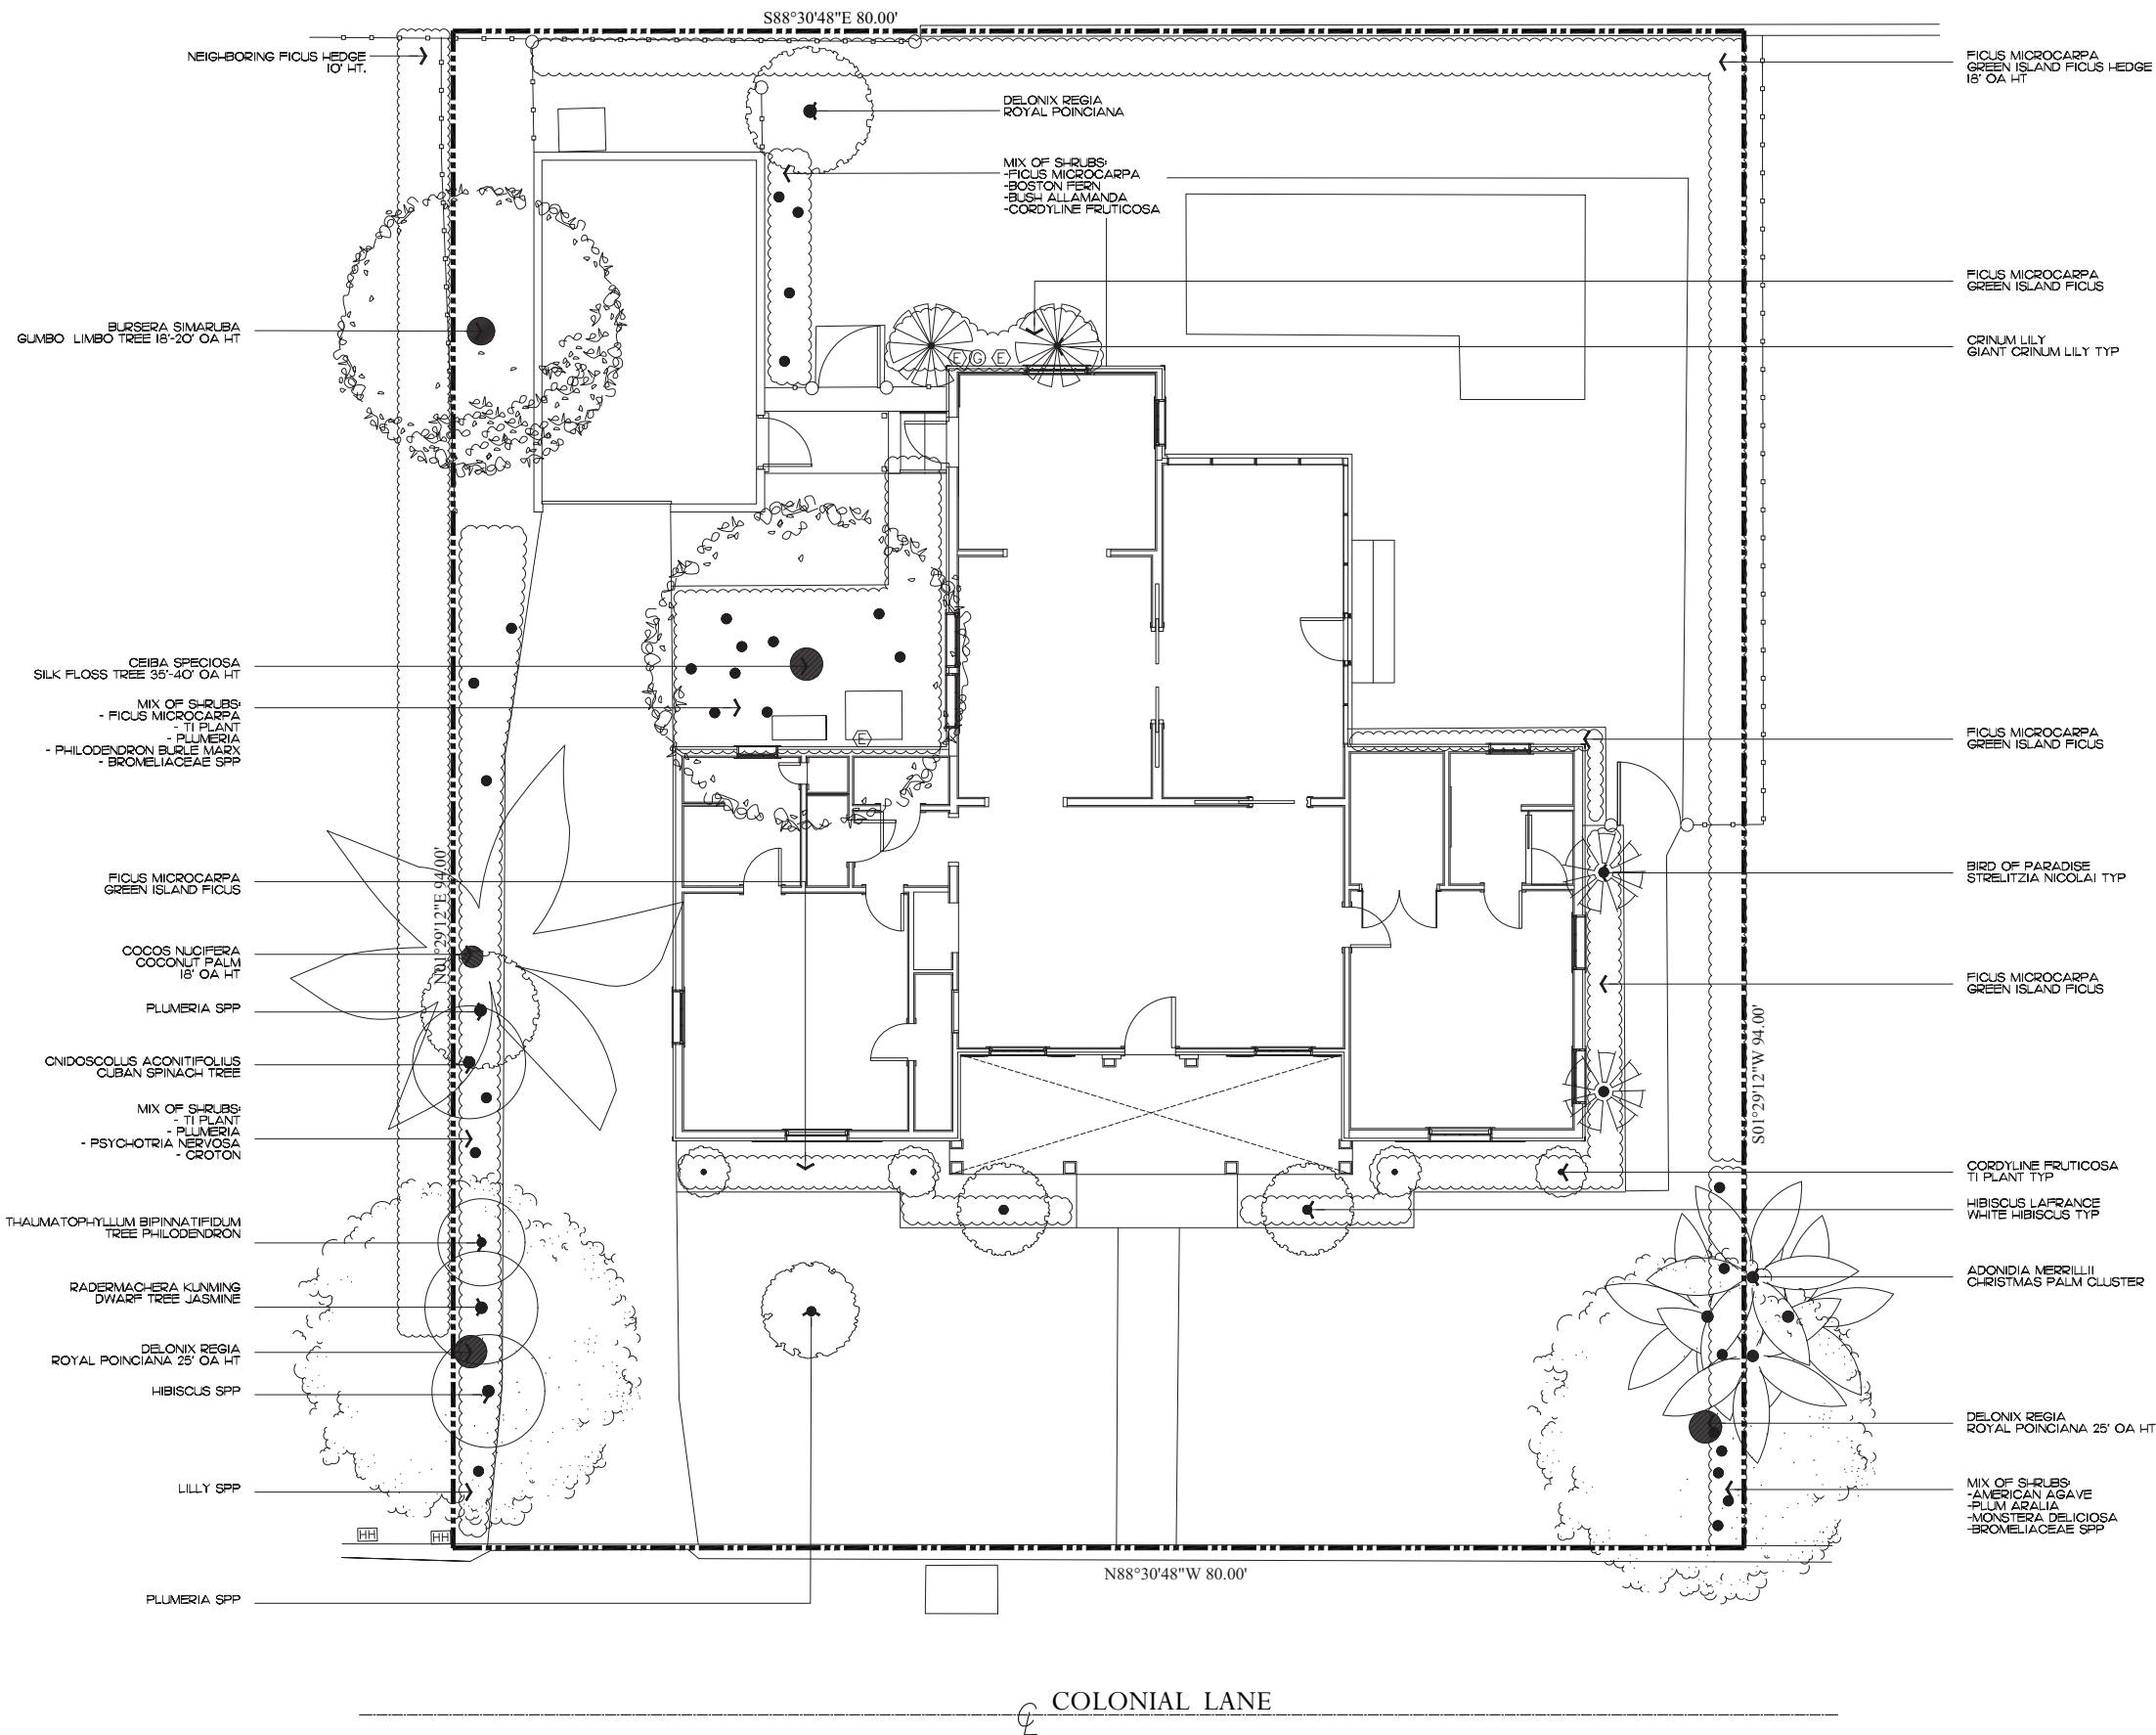 S88°30'48"E 80.00'
NEIGHBORING FICUS HEDGE
10' HT.
FICUS MICROCARPA
GREEN ISLAND FICUS HEDGE
18' OA HT
DELONIX REGIA
ROYAL POINCIANA
MIX OF SHRUBS:
-FICUS MICROCARPA
-BOSTON FERN
-BUSH ALLAMANDA
-CORDYLINE FRUTICOSA
FICUS MICROCARPA
GREEN ISLAND FICUS
BURSERA SIMARUBA
GUMBO LIMBO TREE 18'-20' OA HT
CRINUM LILY
GIANT CRINUM LILY TYP
E G E
CEIBA SPECIOSA
SILK FLOSS TREE 35'-40' OA HT
MIX OF SHRUBS:
- FICUS MICROCARPA
- TI PLANT
- PLUMERIA
- PHILODENDRON BURLE MARX
- BROMELIACEAE SPP
E
FICUS MICROCARPA
GREEN ISLAND FICUS
FICUS MICROCARPA
GREEN ISLAND FICUS
BIRD OF PARADISE
STRELITZIA NICOLAI TYP
N01°29'12"E 94.00'
COCOS NUCIFERA
COCONUT PALM
18' OA HT
FICUS MICROCARPA
GREEN ISLAND FICUS
PLUMERIA SPP
S01°29'12"W 94.00'
CNIDOSCOLUS ACONITIFOLIUS
CUBAN SPINACH TREE
MIX OF SHRUBS:
- TI PLANT
- PLUMERIA
- PSYCHOTRIA NERVOSA
- CROTON
CORDYLINE FRUTICOSA
TI PLANT TYP
HIBISCUS LAFRANCE
WHITE HIBISCUS TYP
THAUMATOPHYLLUM BIPINNATIFIDUM
TREE PHILODENDRON
ADONIDIA MERRILLII
CHRISTMAS PALM CLUSTER
RADERMACHERA KUNMING
DWARF TREE JASMINE
DELONIX REGIA
ROYAL POINCIANA 25' OA HT
HIBISCUS SPP
DELONIX REGIA
ROYAL POINCIANA 25' OA HT
LILLY SPP
MIX OF SHRUBS:
-AMERICAN AGAVE
-PLUM ARALIA
-MONSTERA DELICIOSA
-BROMELIACEAE SPP
HH HH
N88°30'48"W 80.00'
PLUMERIA SPP
COLONIAL LANE